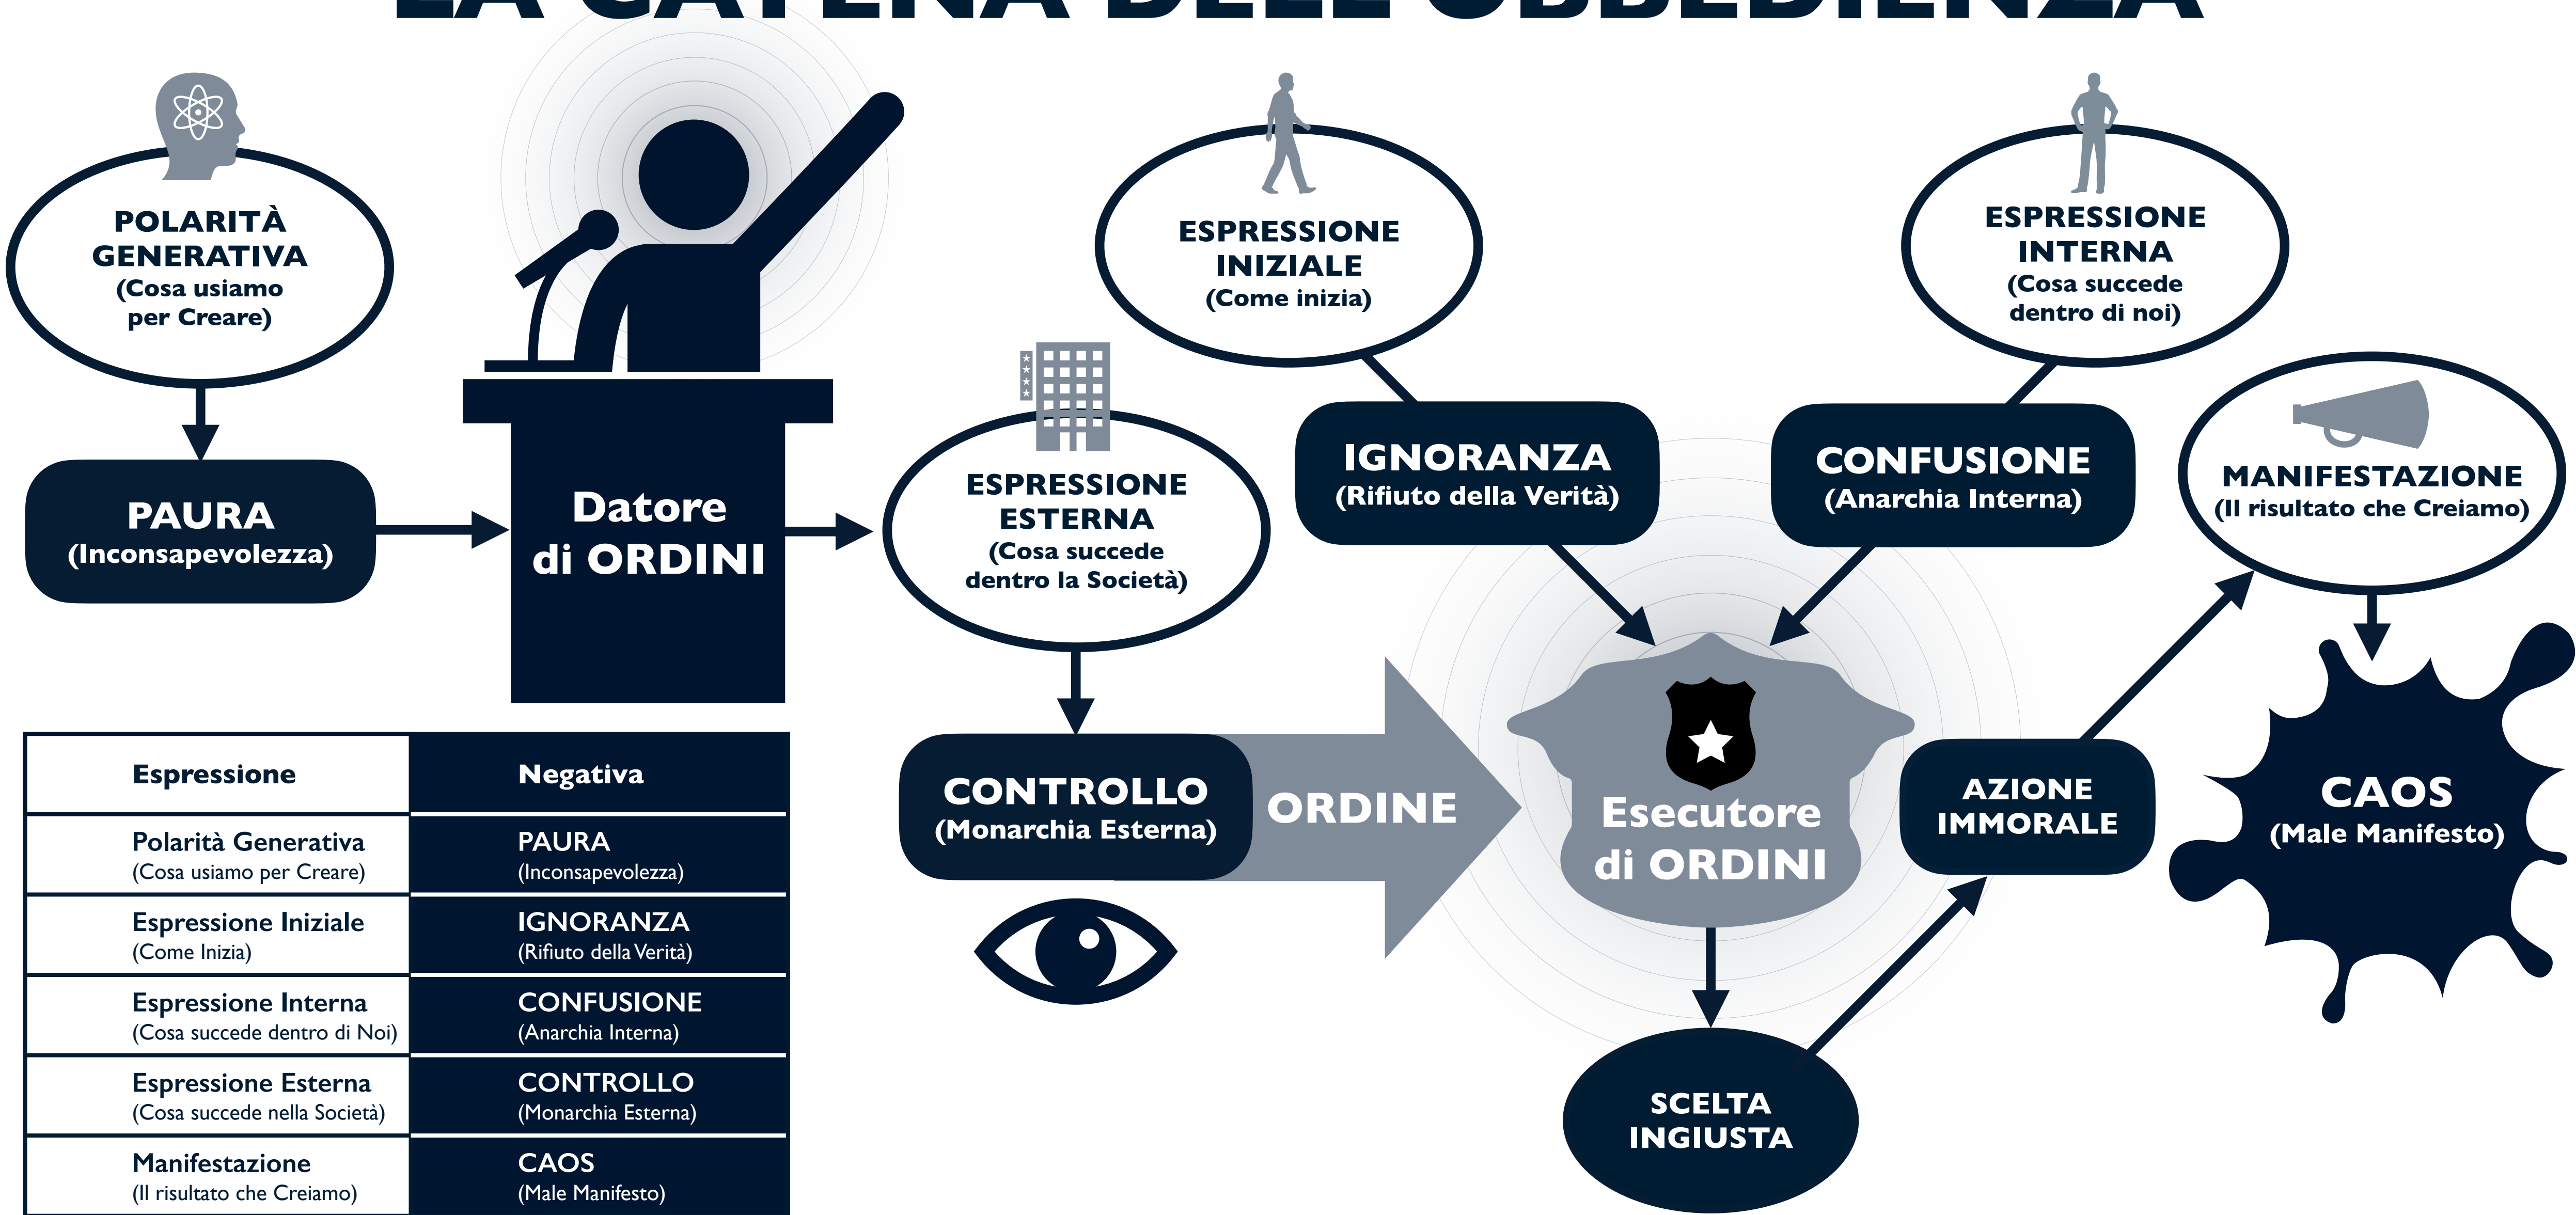 LA CATENA DELL'OBBEDIENZA
POLARITÀ
GENERATIVA
(Cosa usiamo
per Creare)
PAURA
(Inconsapevolezza)
Datore
di ORDINI
ESPRESSIONE
ESTERNA
(Cosa succede
dentro la Società)
CONTROLLO
(Monarchia Esterna)
ORDINE
ESPRESSIONE
INIZIALE
(Come inizia)
IGNORANZA
(Rifiuto della Verità)
ESPRESSIONE
INTERNA
(Cosa succede
dentro di noi)
CONFUSIONE
(Anarchia Interna)
Esecutore
di ORDINI
SCELTA
INGIUSTA
AZIONE
IMMORALE
MANIFESTAZIONE
(Il risultato che Creiamo)
CAOS
(Male Manifesto)
Espressione Negativa
Polarità Generativa PAURA
(Cosa usiamo per Creare) (Inconsapevolezza)
Espressione Iniziale IGNORANZA
(Come Inizia) (Rifiuto della Verità)
Espressione Interna CONFUSIONE
(Cosa succede dentro di Noi) (Anarchia Interna)
Espressione Esterna CONTROLLO
(Cosa succede nella Società) (Monarchia Esterna)
Manifestazione CAOS
(Il risultato che Creiamo) (Male Manifesto)